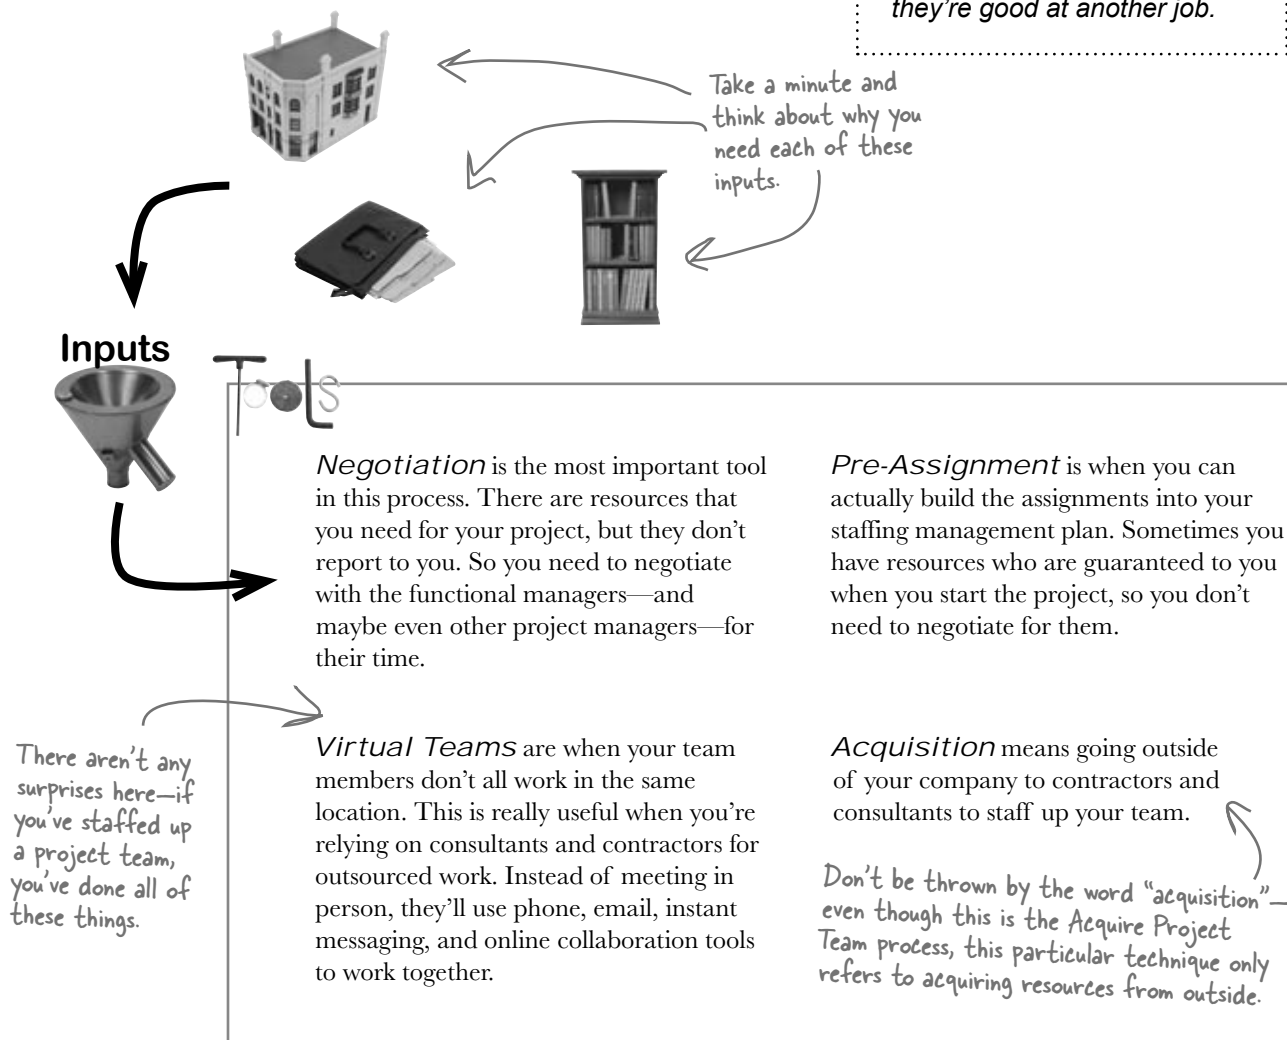 they're good at another job.
Take a minute and
think about why you
need each of these
inputs.
Inputs
Tools
Negotiation is the most important tool
in this process. There are resources that
you need for your project, but they don't
report to you. So you need to negotiate
with the functional managers—and
maybe even other project managers—for
their time.
Pre-Assignment is when you can
actually build the assignments into your
staffing management plan. Sometimes you
have resources who are guaranteed to you
when you start the project, so you don't
need to negotiate for them.
There aren't any
surprises here—if
you've staffed up
a project team,
you've done all of
these things.
Virtual Teams are when your team
members don't all work in the same
location. This is really useful when you're
relying on consultants and contractors for
outsourced work. Instead of meeting in
person, they'll use phone, email, instant
messaging, and online collaboration tools
to work together.
Acquisition means going outside
of your company to contractors and
consultants to staff up your team.
Don't be thrown by the word "acquisition"—
even though this is the Acquire Project
Team process, this particular technique only
refers to acquiring resources from outside.